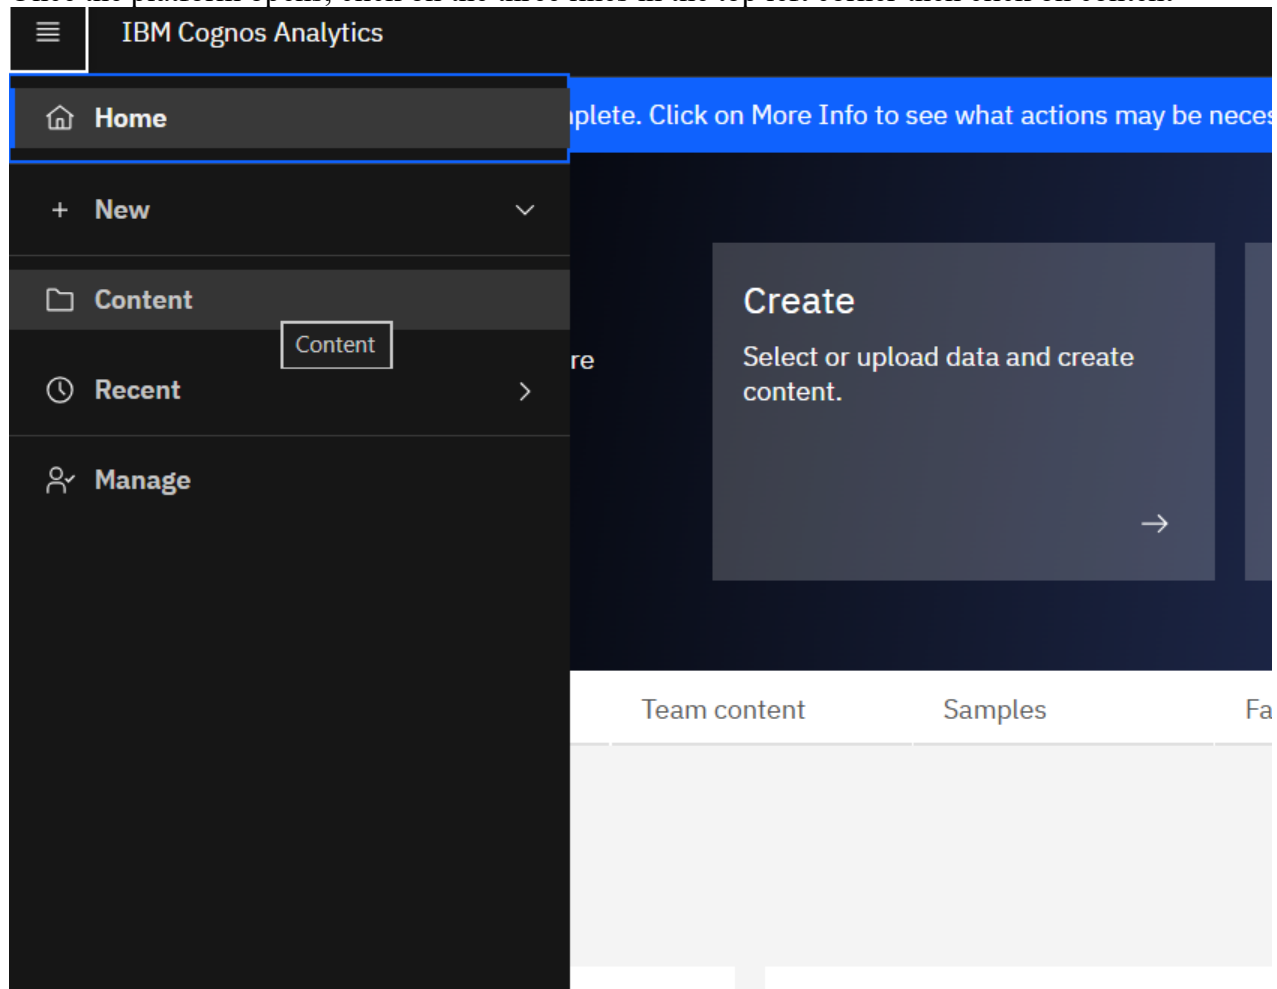 IBM Cognos Analytics
Home
plete. Click on More Info to see what actions may be neces
New
Content
Content
Recent
Manage
re
Create
Select or upload data and create
content.
Team content
Samples
Fa